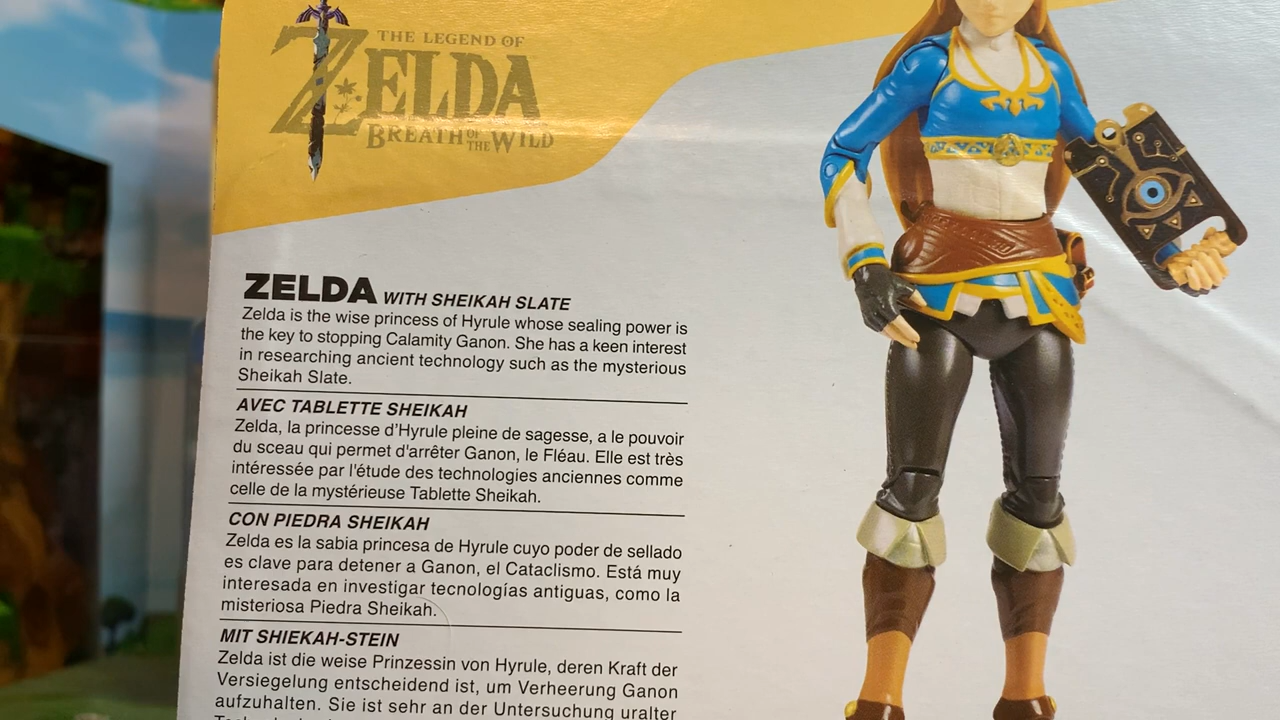 THE LEGEND OF
ZELDA
BREATH OF THE WILD
ZELDA WITH SHEIKAH SLATE
Zelda is the wise princess of Hyrule whose sealing power is
the key to stopping Calamity Ganon. She has a keen interest
in researching ancient technology such as the mysterious
Sheikah Slate.
AVEC TABLETTE SHEIKAH
Zelda, la princesse d'Hyrule pleine de sagesse, a le pouvoir
du sceau qui permet d'arrêter Ganon, le Fléau. Elle est très
intéressée par l'étude des technologies anciennes comme
celle de la mystérieuse Tablette Sheikah.
CON PIEDRA SHEIKAH
Zelda es la sabia princesa de Hyrule cuyo poder de sellado
es clave para detener a Ganon, el Cataclismo. Está muy
interesada en investigar tecnologías antiguas, como la
misteriosa Piedra Sheikah.
MIT SHIEKAH-STEIN
Zelda ist die weise Prinzessin von Hyrule, deren Kraft der
Versiegelung entscheidend ist, um Verheerung Ganon
aufzuhalten. Sie ist sehr an der Untersuchung uralter